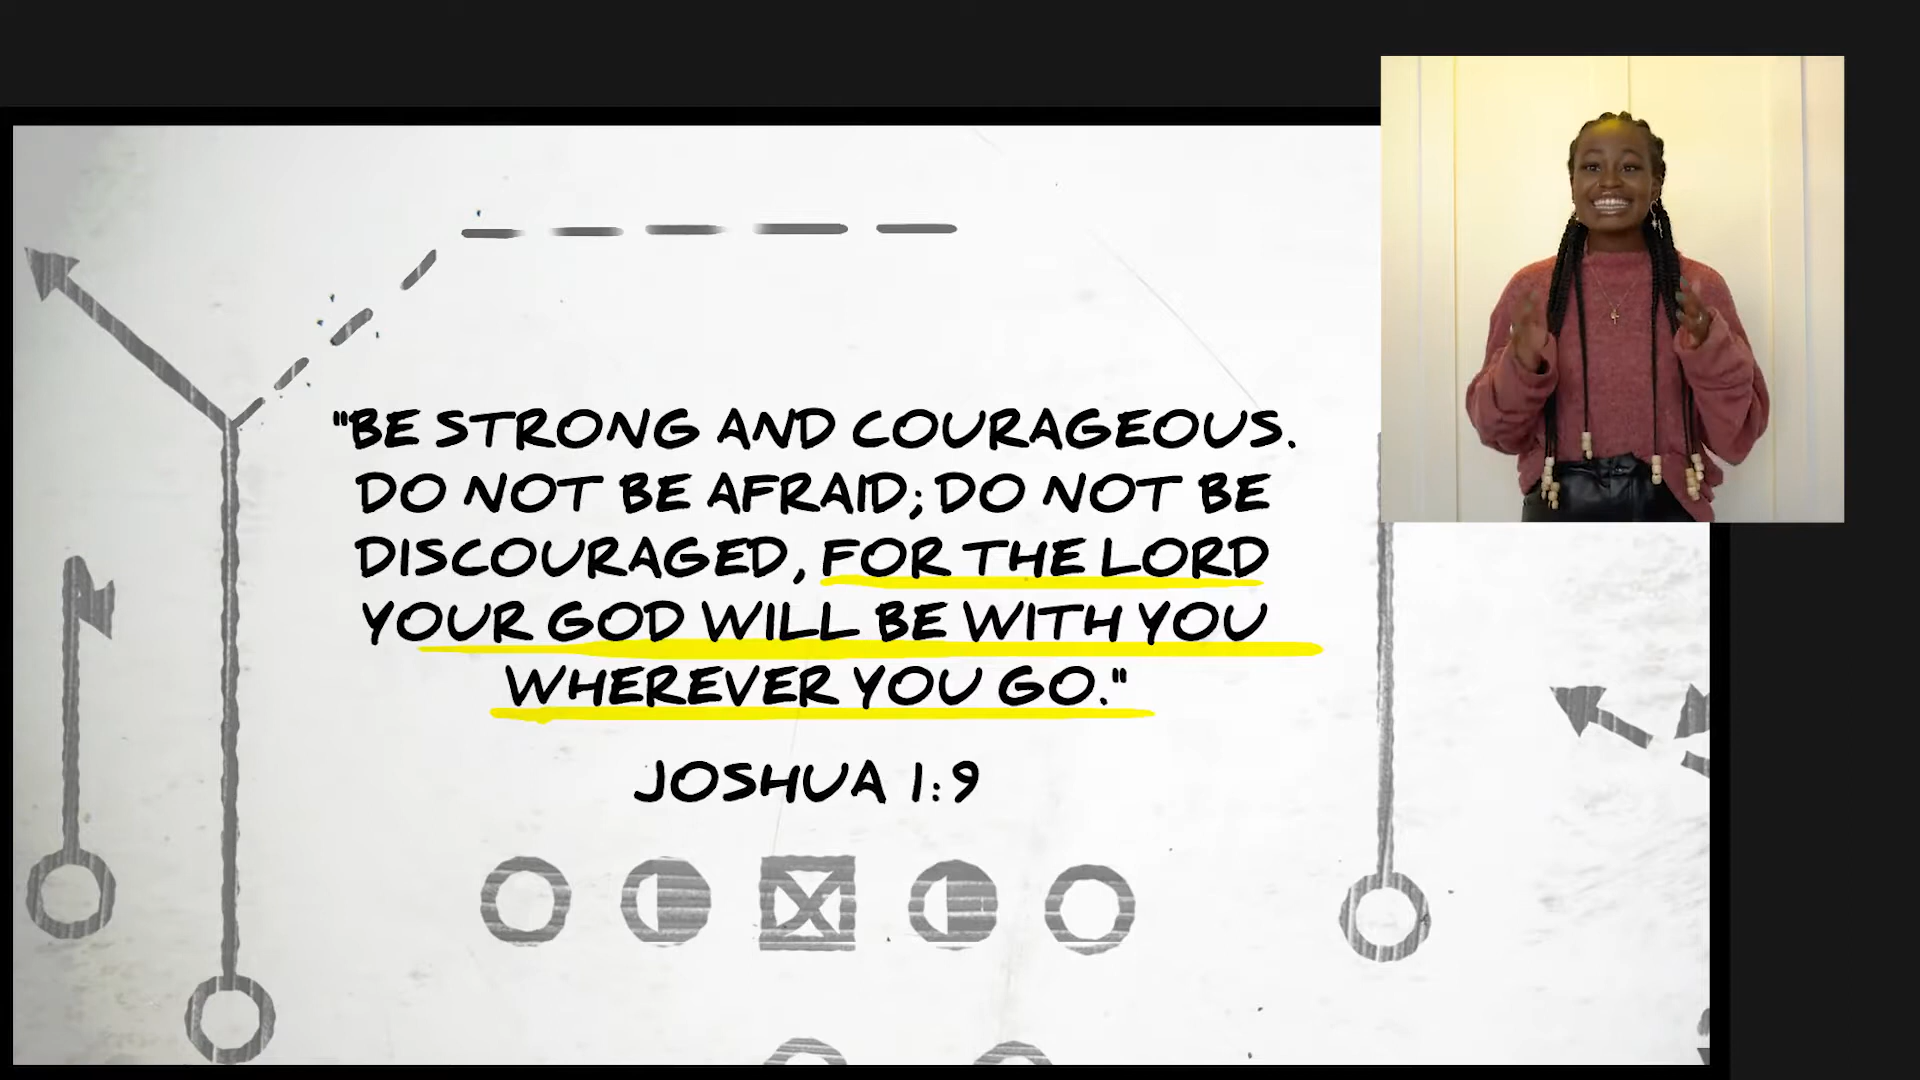 "BE STRONG AND COURAGEOUS.
DO NOT BE AFRAID; DO NOT BE
DISCOURAGED, FOR THE LORD
YOUR GOD WILL BE WITH YOU
WHEREVER YOU GO."
JOSHUA 1:9